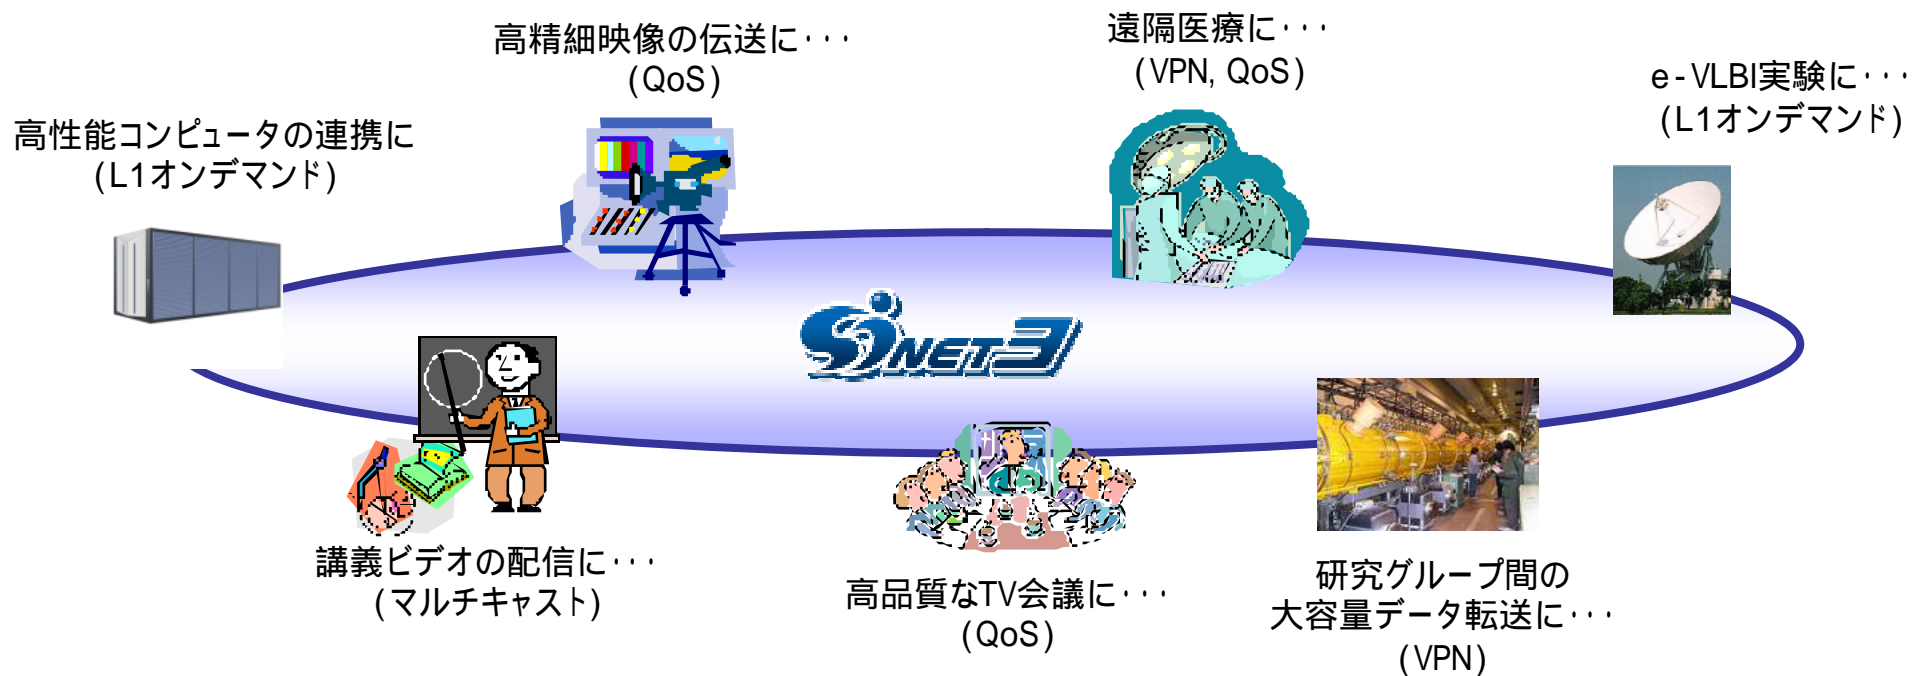 高精細映像の伝送に・・・
(QoS)
遠隔医療に・・・
(VPN, QoS)
e-VLBI実験に・・・
(L1オンデマンド)
高性能コンピュータの連携に
(L1オンデマンド)
SINET3
講義ビデオの配信に・・・
(マルチキャスト)
高品質なTV会議に・・・
(QoS)
研究グループ間の
大容量データ転送に・・・
(VPN)